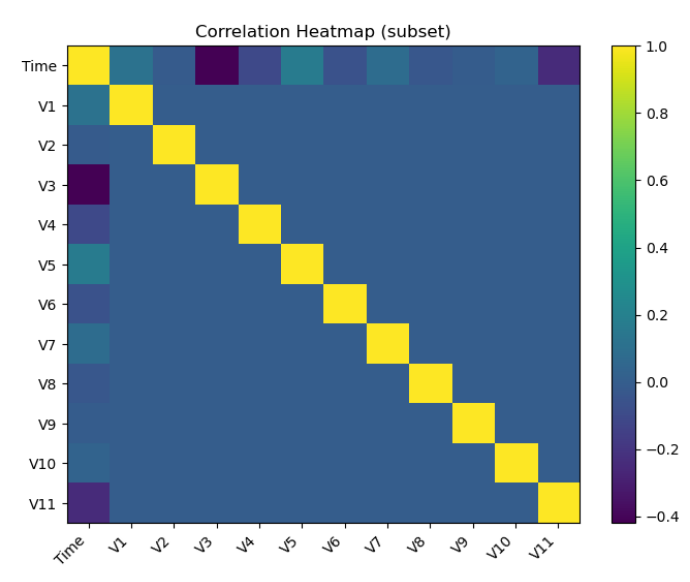 Correlation Heatmap (subset)
Time
V1
V2
V3
V4
V5
V6
V7
V8
V9
V10
V11
Time V1 V2 V3 V4 V5 V6 V7 V8 V9 V10 V11
1.0
0.8
0.6
0.4
0.2
0.0
−0.2
−0.4